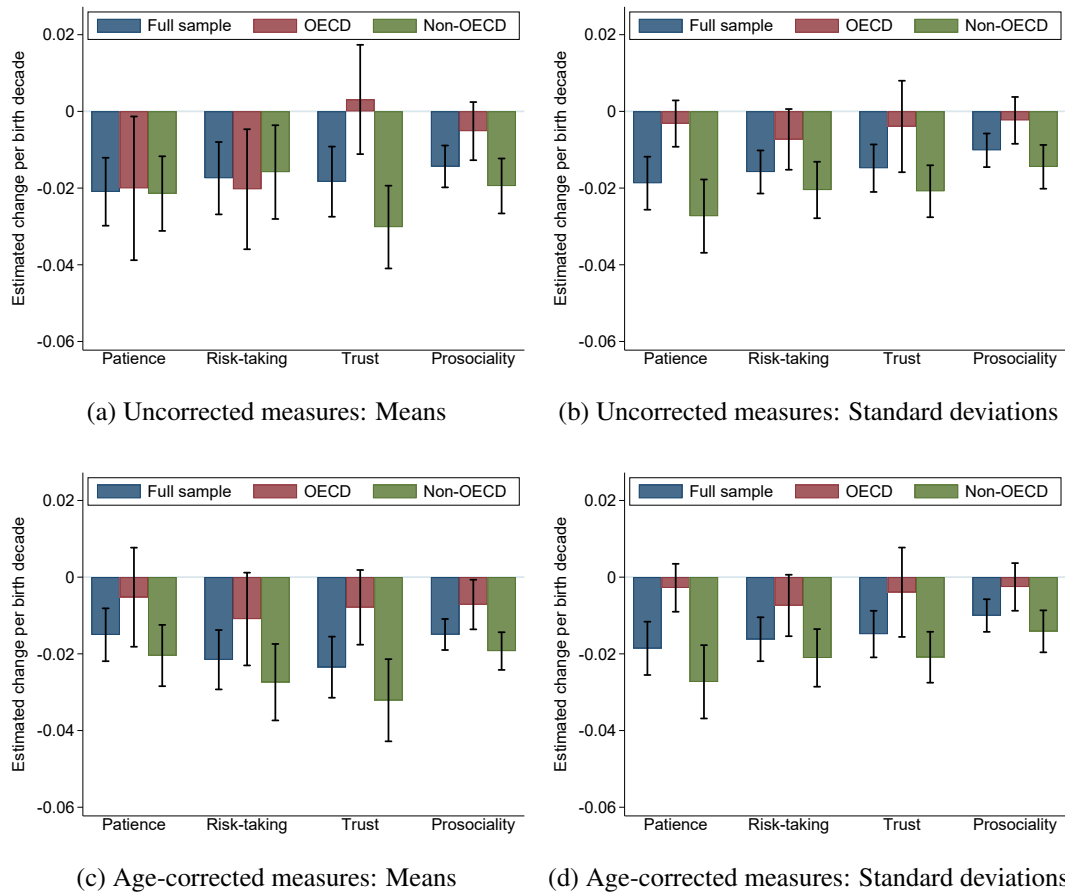 Full sample OECD Non-OECD
0.02
0
-0.02
-0.04
-0.06
Estimated change per birth decade
Patience Risk-taking Trust Prosociality
(a) Uncorrected measures: Means
Full sample OECD Non-OECD
0.02
0
-0.02
-0.04
-0.06
Estimated change per birth decade
Patience Risk-taking Trust Prosociality
(b) Uncorrected measures: Standard deviations
Full sample OECD Non-OECD
0.02
0
-0.02
-0.04
-0.06
Estimated change per birth decade
Patience Risk-taking Trust Prosociality
(c) Age-corrected measures: Means
Full sample OECD Non-OECD
0.02
0
-0.02
-0.04
-0.06
Estimated change per birth decade
Patience Risk-taking Trust Prosociality
(d) Age-corrected measures: Standard deviations